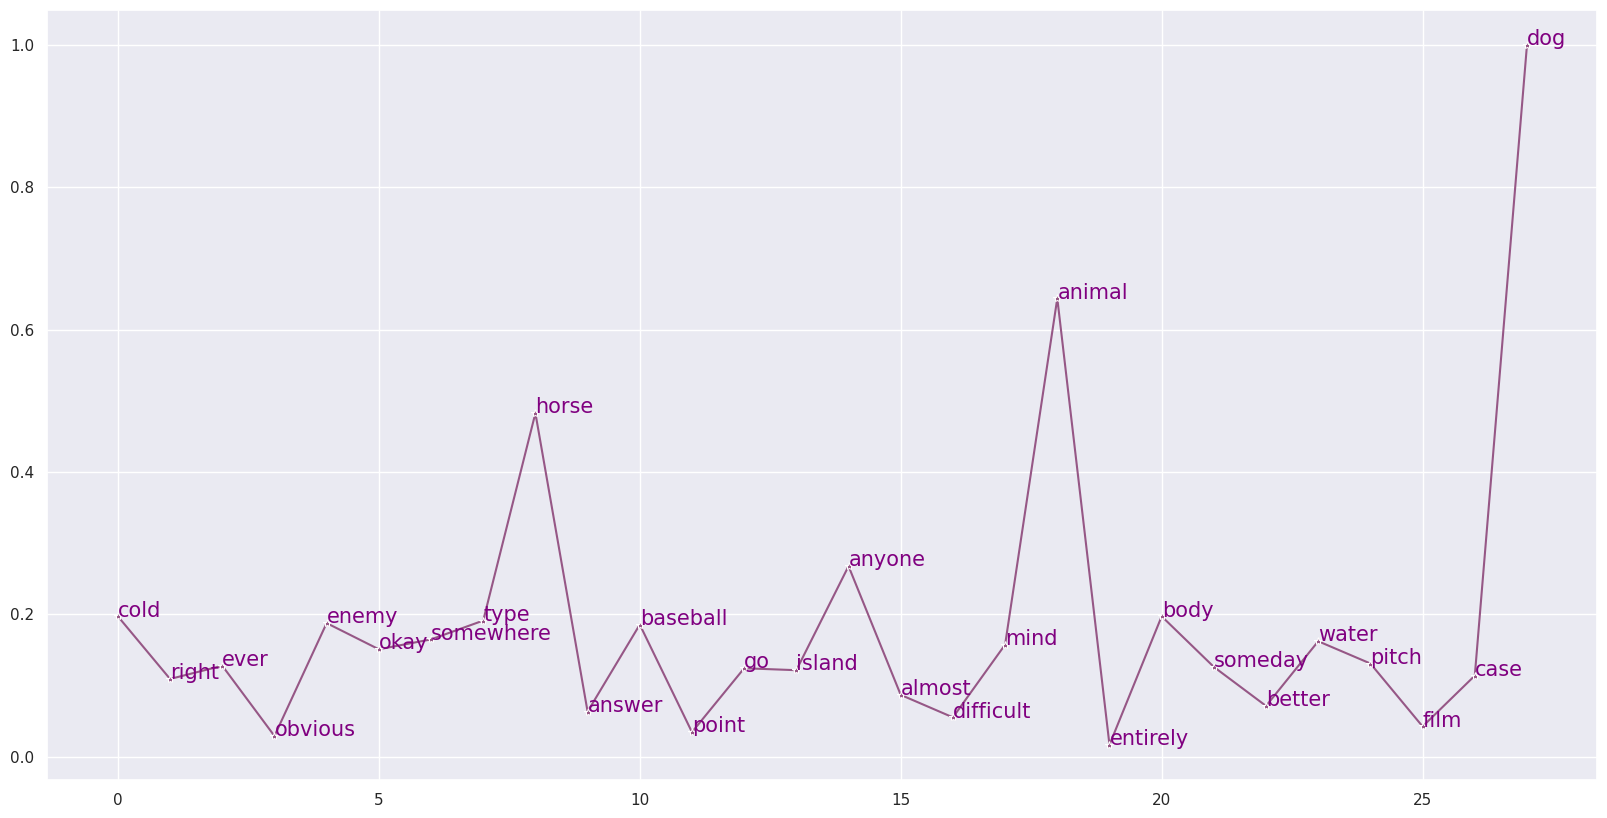 1.0
0.8
0.6
0.4
0.2
0.0
cold
right
ever
obvious
enemy
okay
somewhere
type
horse
answer
baseball
point
go
island
anyone
almost
difficult
mind
animal
entirely
body
someday
better
water
pitch
film
case
dog
0 5 10 15 20 25